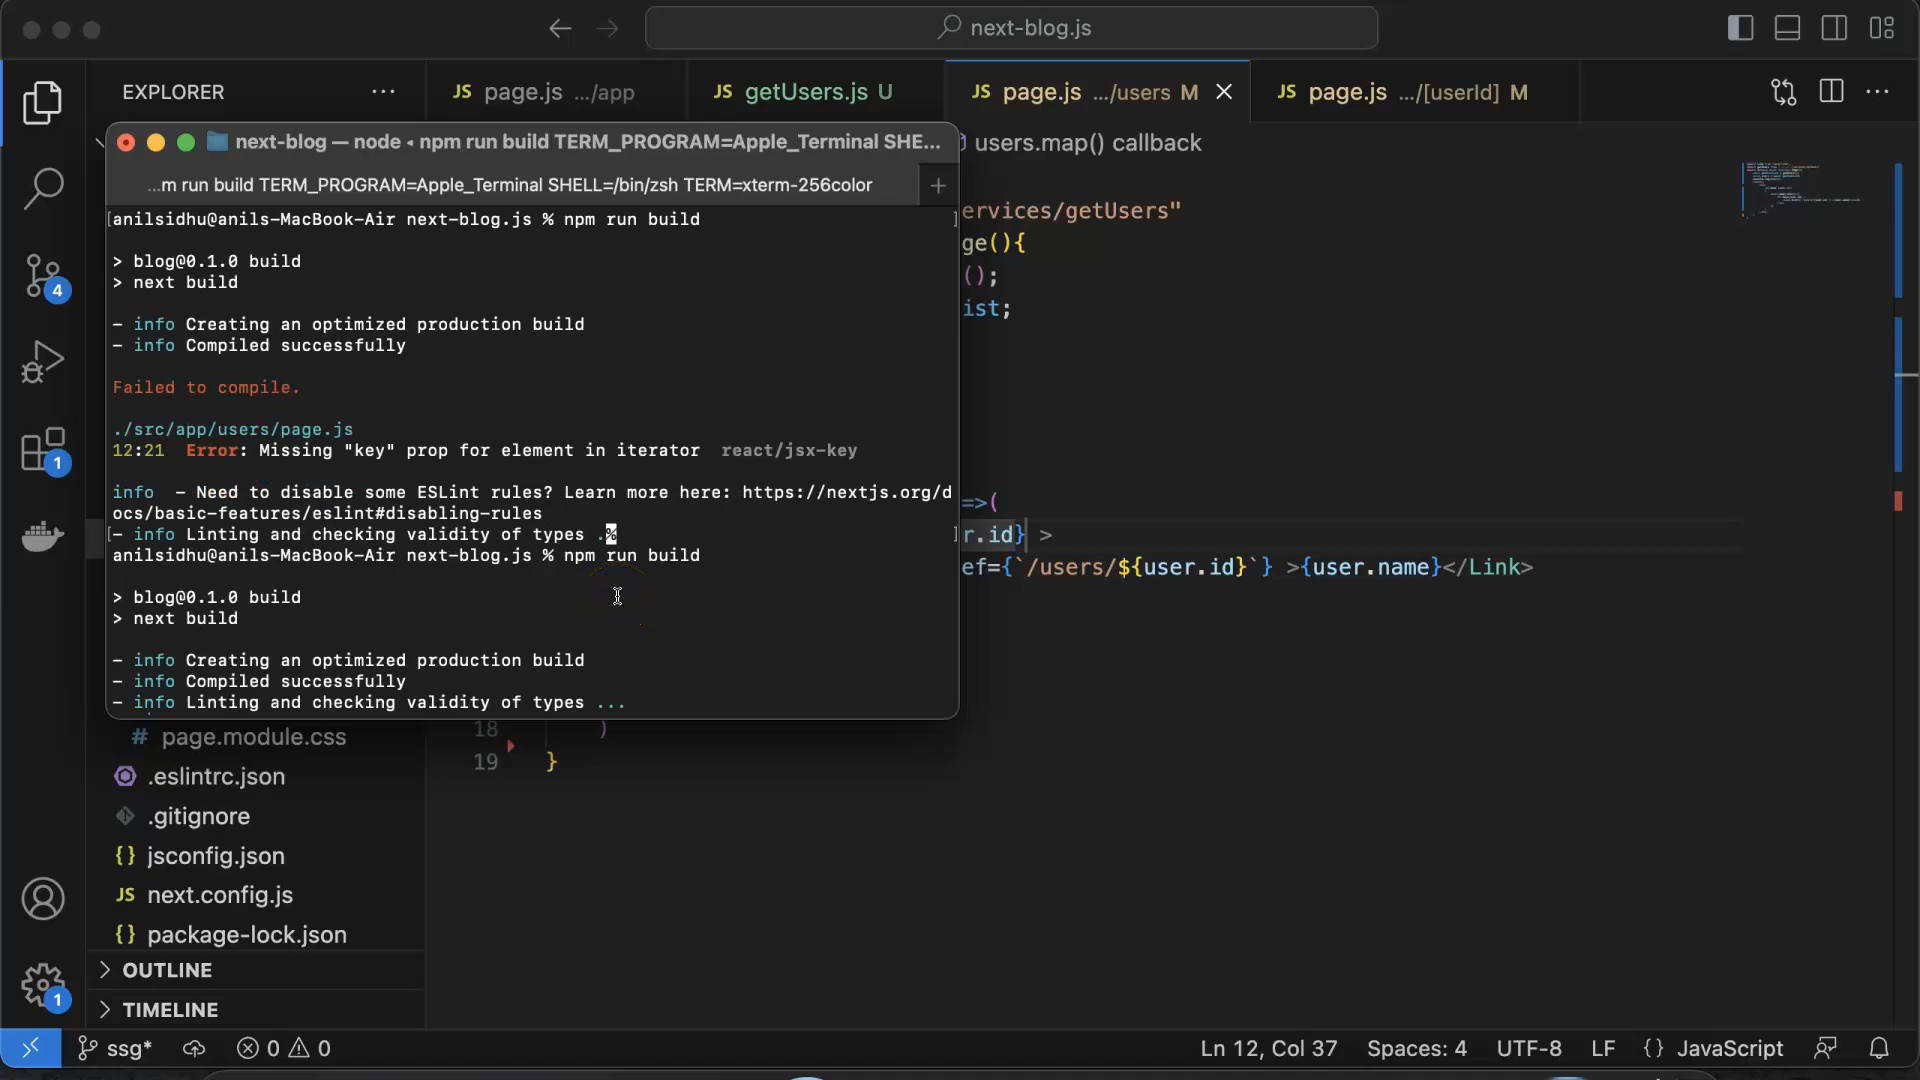 next-blog.js
EXPLORER
JS page.js .../app
JS getUsers.js U
JS page.js .../users M
JS page.js .../[userId] M
users.map() callback
next-blog — node ◂ npm run build TERM_PROGRAM=Apple_Terminal SHE...
...m run build TERM_PROGRAM=Apple_Terminal SHELL=/bin/zsh TERM=xterm-256color
[anilsidhu@anils-MacBook-Air next-blog.js % npm run build ]
> blog@0.1.0 build
> next build
- info Creating an optimized production build
- info Compiled successfully
Failed to compile.
./src/app/users/page.js
12:21 Error: Missing "key" prop for element in iterator react/jsx-key
info - Need to disable some ESLint rules? Learn more here: https://nextjs.org/d
ocs/basic-features/eslint#disabling-rules
[- info Linting and checking validity of types .% ]
anilsidhu@anils-MacBook-Air next-blog.js % npm run build
> blog@0.1.0 build
> next build
- info Creating an optimized production build
- info Compiled successfully
- info Linting and checking validity of types ...
ervices/getUsers"
ge(){
();
ist;
=>(
r.id} >
ef={`/users/${user.id}`} >{user.name}</Link>
18 )
19 }
# page.module.css
.eslintrc.json
.gitignore
{} jsconfig.json
JS next.config.js
{} package-lock.json
OUTLINE
TIMELINE
4
1
1
ssg* 0 0
Ln 12, Col 37 Spaces: 4 UTF-8 LF {} JavaScript